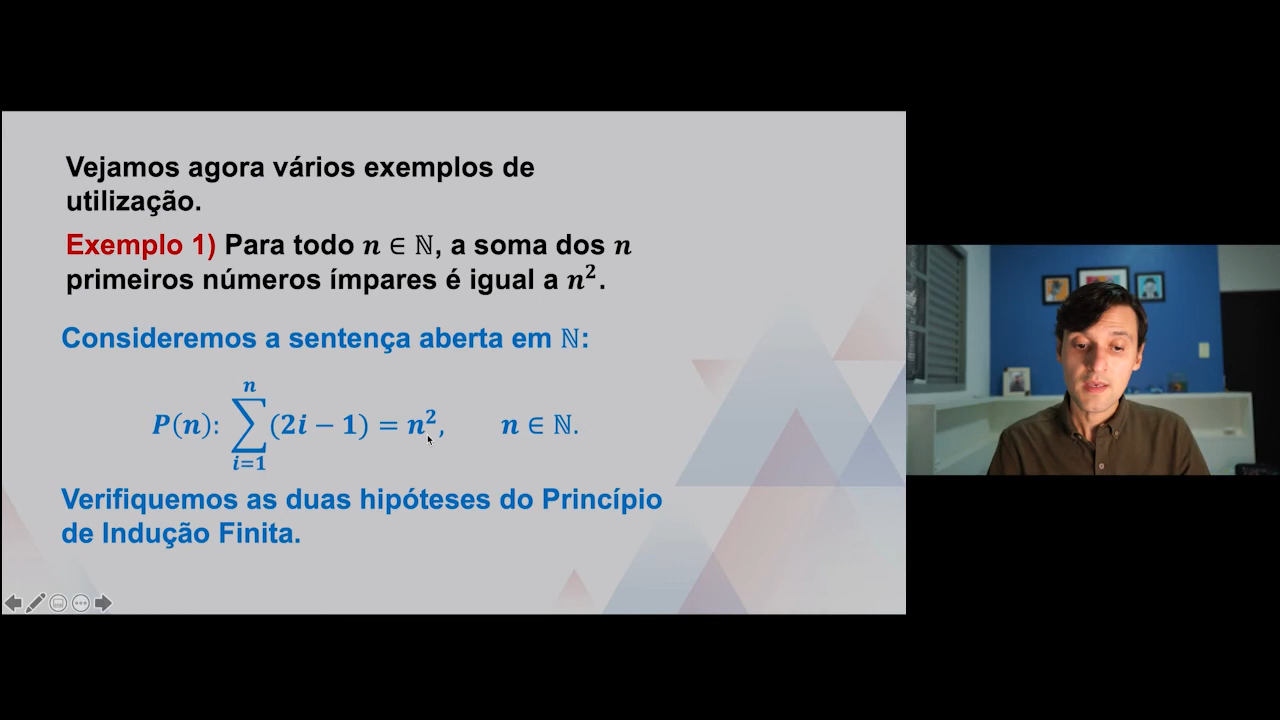 Vejamos agora vários exemplos de
utilização.
Exemplo 1) Para todo n ∈ ℕ, a soma dos n
primeiros números ímpares é igual a n².
Consideremos a sentença aberta em ℕ:
P(n): ∑_{i=1}^{n} (2i − 1) = n², n ∈ ℕ.
Verifiquemos as duas hipóteses do Princípio
de Indução Finita.